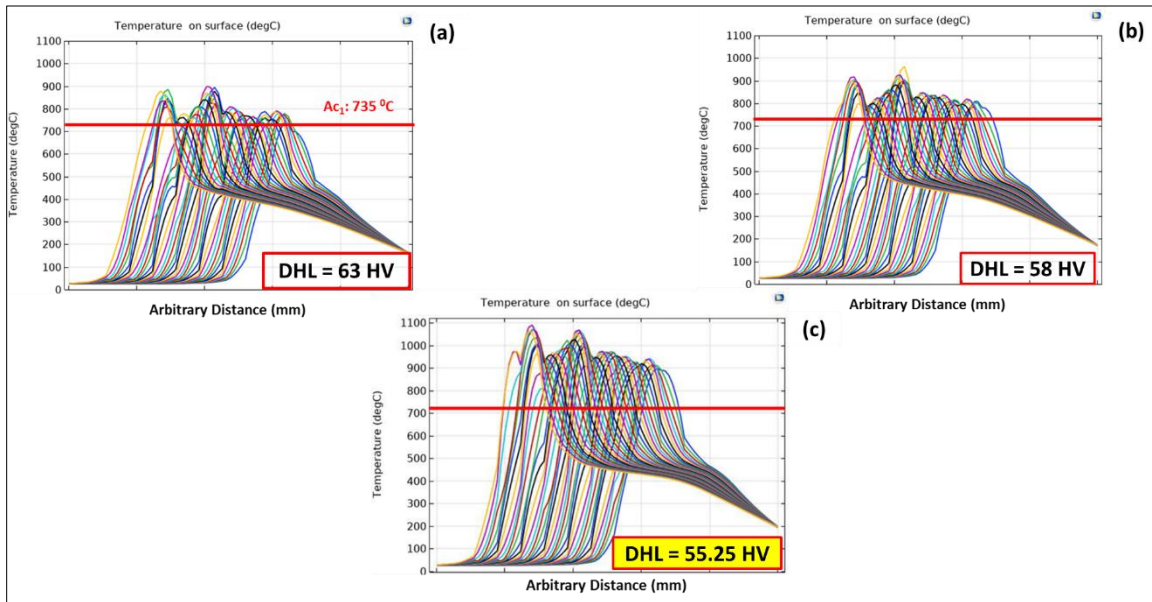 Temperature on surface (degC)
(a)
1100
1000
900
800
700
600
500
400
300
200
100
0
Temperature (degC)
Ac1: 735 ⁰C
DHL = 63 HV
Arbitrary Distance (mm)
Temperature on surface (degC)
(b)
1100
1000
900
800
700
600
500
400
300
200
100
0
Temperature (degC)
DHL = 58 HV
Arbitrary Distance (mm)
Temperature on surface (degC)
(c)
1100
1000
900
800
700
600
500
400
300
200
100
0
Temperature (degC)
DHL = 55.25 HV
Arbitrary Distance (mm)